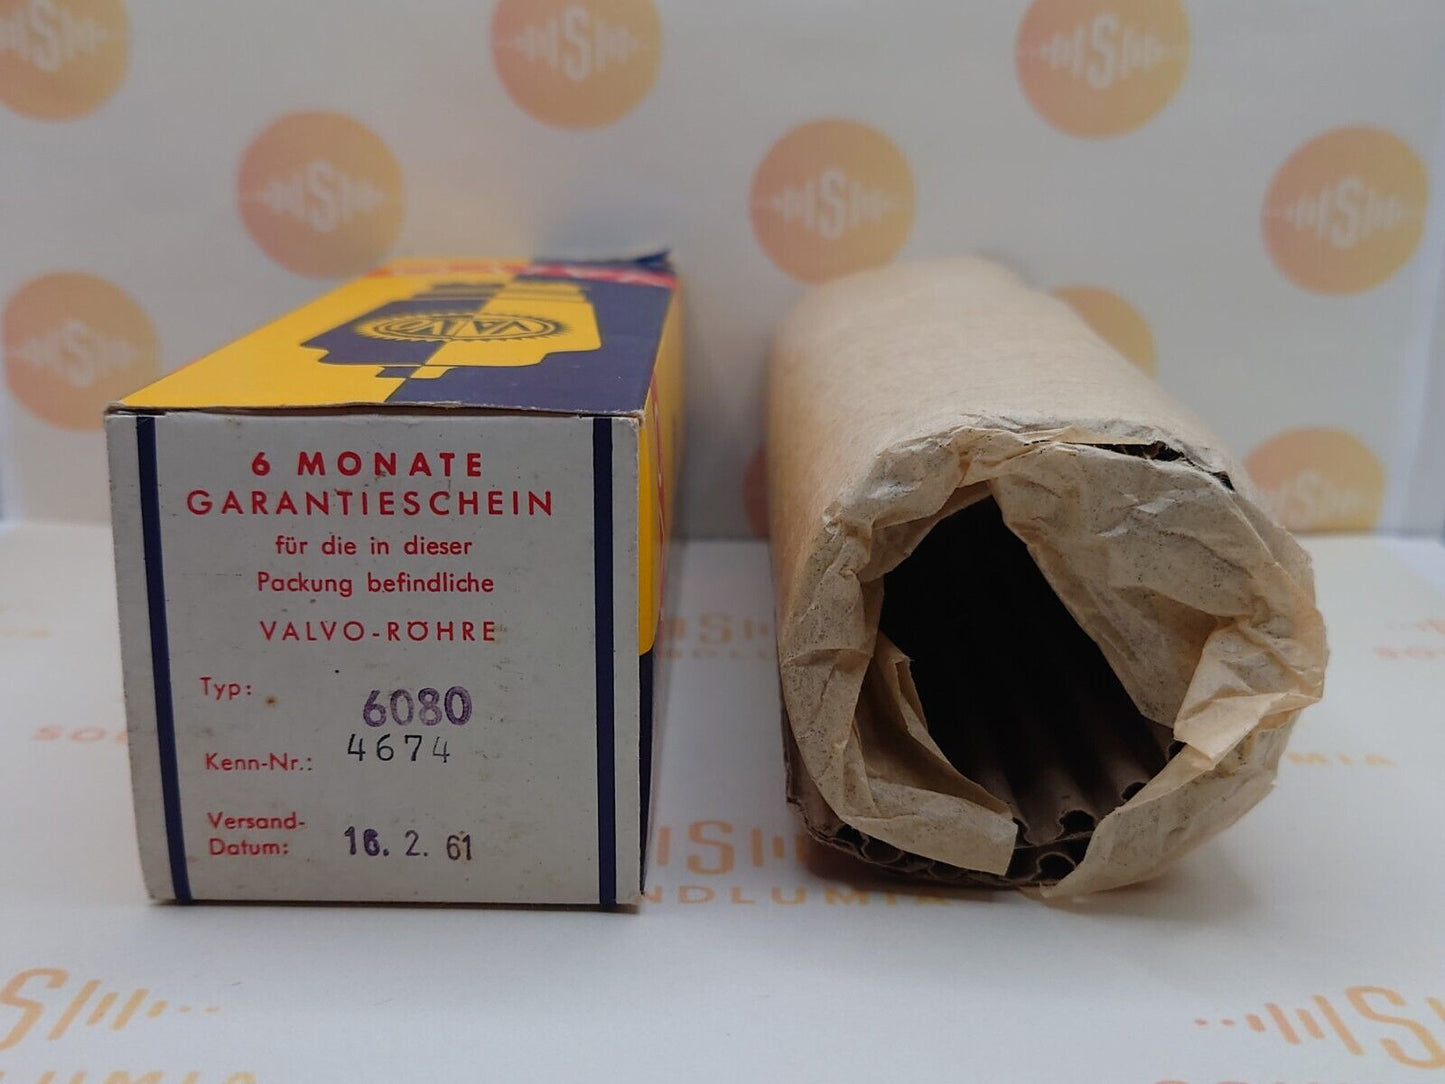 VALVO
6 MONATE
GARANTIESCHEIN
für die in dieser
Packung befindliche
VALVO-RÖHRE
Typ: 6080
Kenn-Nr.: 4674
Versand-
Datum: 16. 2. 61